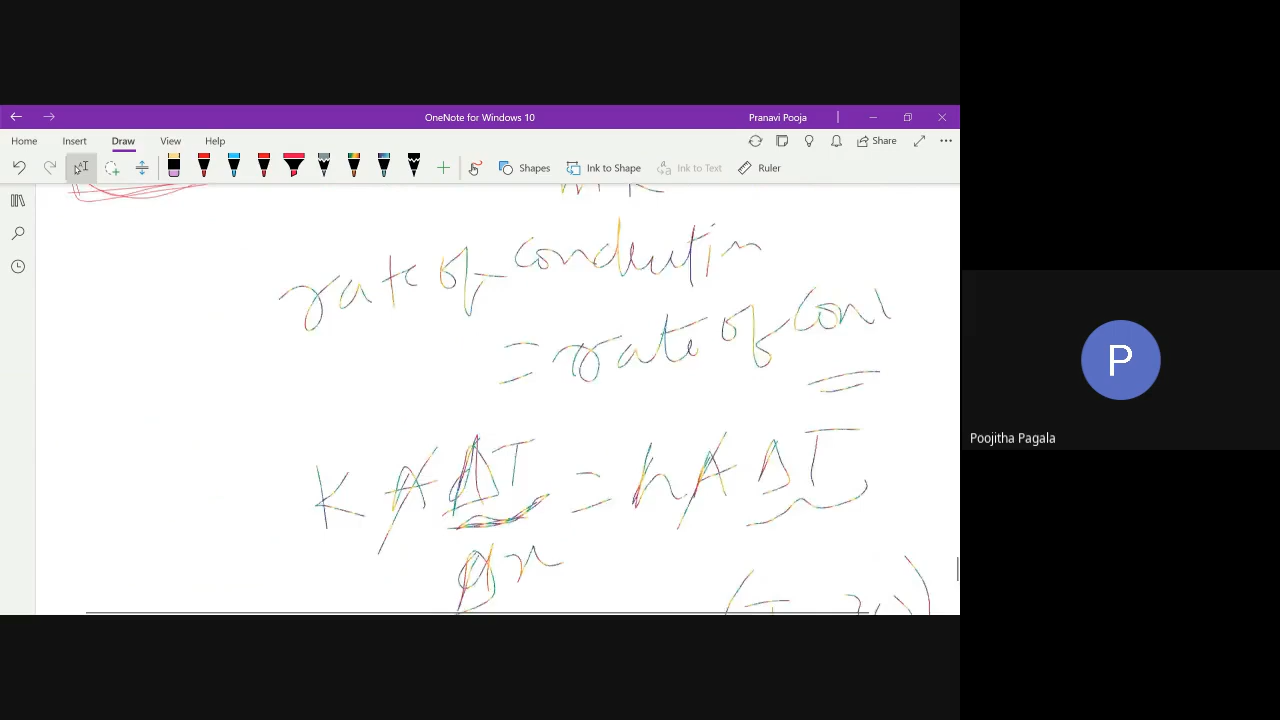 OneNote for Windows 10
Pranavi Pooja
Home Insert Draw View Help
Share
Shapes Ink to Shape Ink to Text Ruler
m-K
rate of conduction
= rate of conv
K A ΔT = h A ΔT
dx
P
Poojitha Pagala